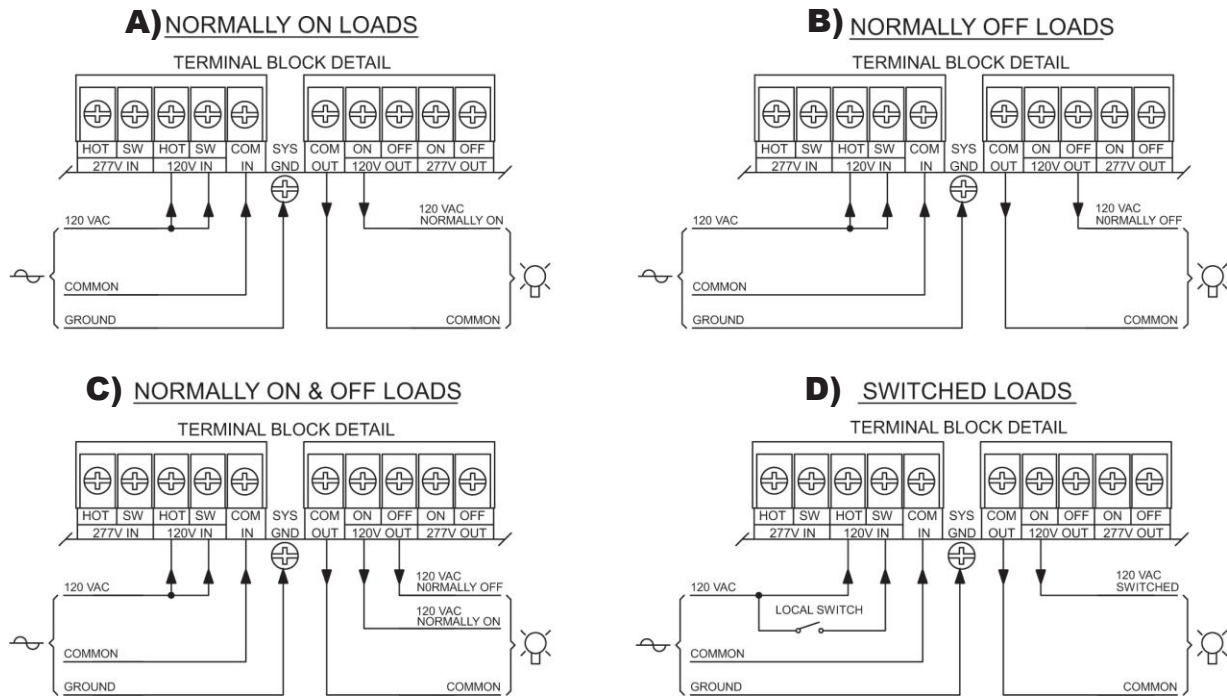 A) NORMALLY ON LOADS
TERMINAL BLOCK DETAIL
HOT SW HOT SW COM SYS COM ON OFF ON OFF
277V IN 120V IN IN GND OUT 120V OUT 277V OUT
120 VAC
120 VAC
NORMALLY ON
COMMON
GROUND
COMMON
B) NORMALLY OFF LOADS
TERMINAL BLOCK DETAIL
HOT SW HOT SW COM SYS COM ON OFF ON OFF
277V IN 120V IN IN GND OUT 120V OUT 277V OUT
120 VAC
120 VAC
N0RMALLY OFF
COMMON
GROUND
COMMON
C) NORMALLY ON & OFF LOADS
TERMINAL BLOCK DETAIL
HOT SW HOT SW COM SYS COM ON OFF ON OFF
277V IN 120V IN IN GND OUT 120V OUT 277V OUT
120 VAC
120 VAC
N0RMALLY OFF
120 VAC
NORMALLY ON
COMMON
GROUND
COMMON
D) SWITCHED LOADS
TERMINAL BLOCK DETAIL
HOT SW HOT SW COM SYS COM ON OFF ON OFF
277V IN 120V IN IN GND OUT 120V OUT 277V OUT
120 VAC
120 VAC
SWITCHED
LOCAL SWITCH
COMMON
GROUND
COMMON